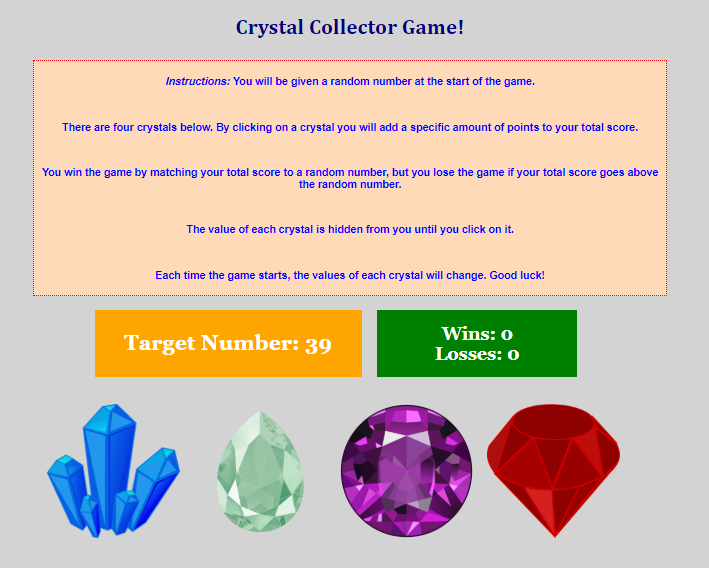 Crystal Collector Game!
Instructions: You will be given a random number at the start of the game.
There are four crystals below. By clicking on a crystal you will add a specific amount of points to your total score.
You win the game by matching your total score to a random number, but you lose the game if your total score goes above
the random number.
The value of each crystal is hidden from you until you click on it.
Each time the game starts, the values of each crystal will change. Good luck!
Target Number: 39
Wins: 0
Losses: 0